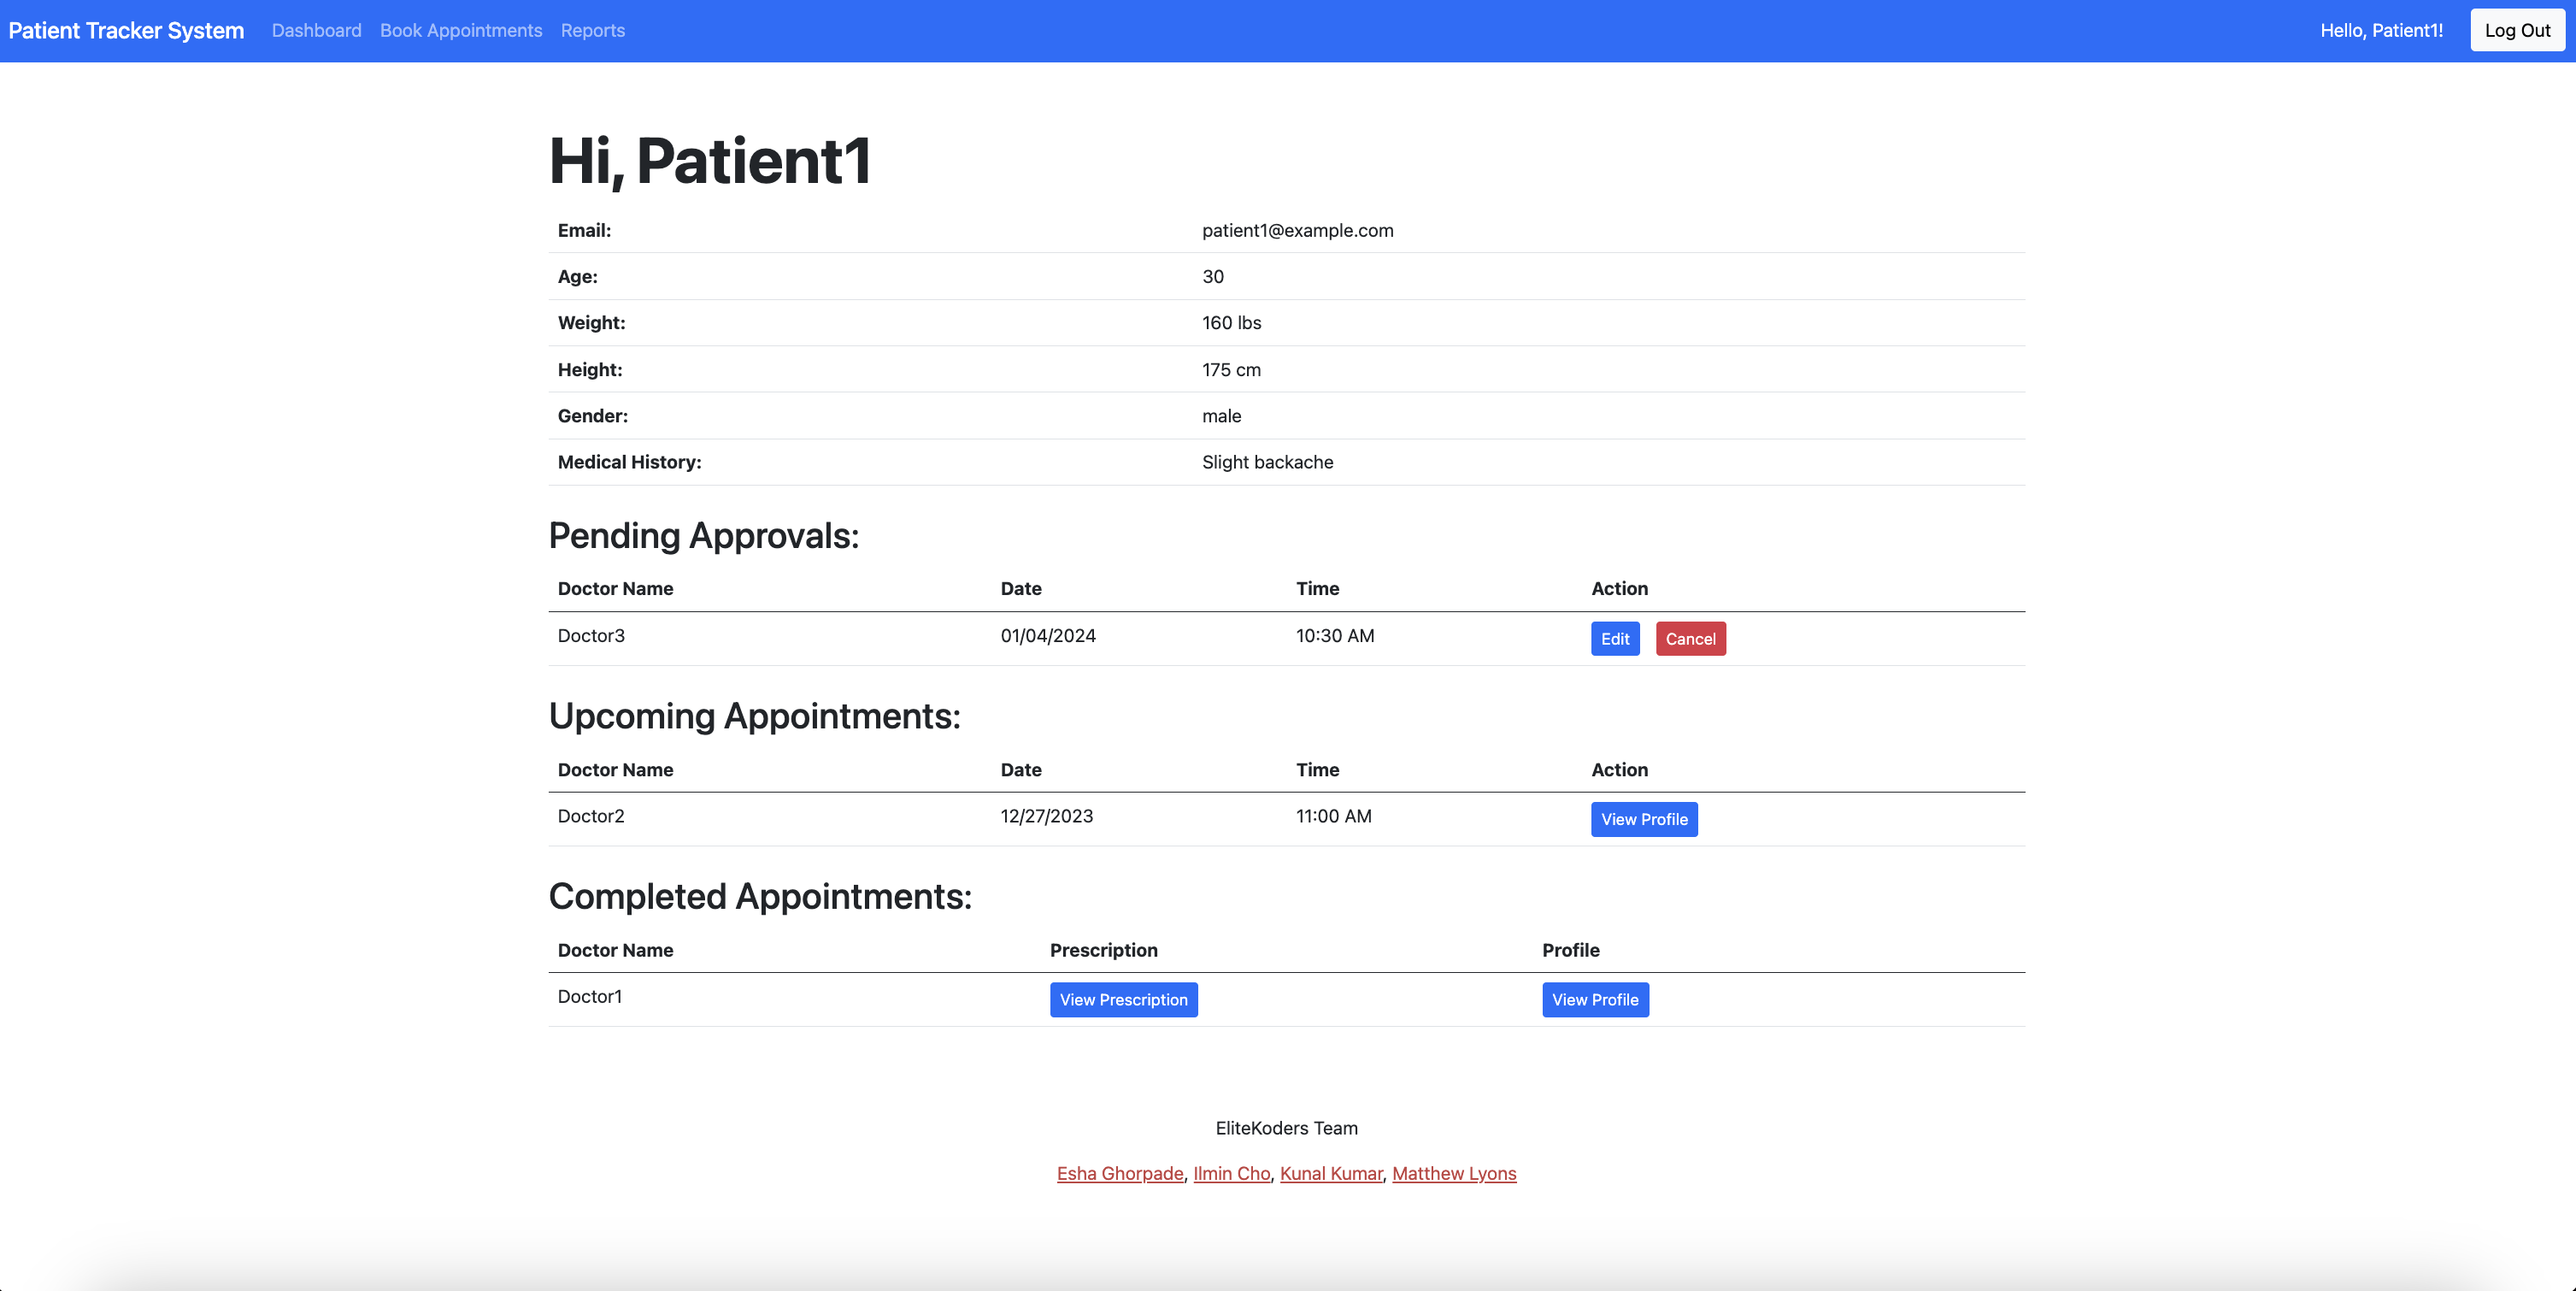 Patient Tracker System Dashboard Book Appointments Reports Hello, Patient1! Log Out
Hi, Patient1
Email: patient1@example.com
Age: 30
Weight: 160 lbs
Height: 175 cm
Gender: male
Medical History: Slight backache
Pending Approvals:
Doctor Name Date Time Action
Doctor3 01/04/2024 10:30 AM Edit Cancel
Upcoming Appointments:
Doctor Name Date Time Action
Doctor2 12/27/2023 11:00 AM View Profile
Completed Appointments:
Doctor Name Prescription Profile
Doctor1 View Prescription View Profile
EliteKoders Team
Esha Ghorpade, Ilmin Cho, Kunal Kumar, Matthew Lyons